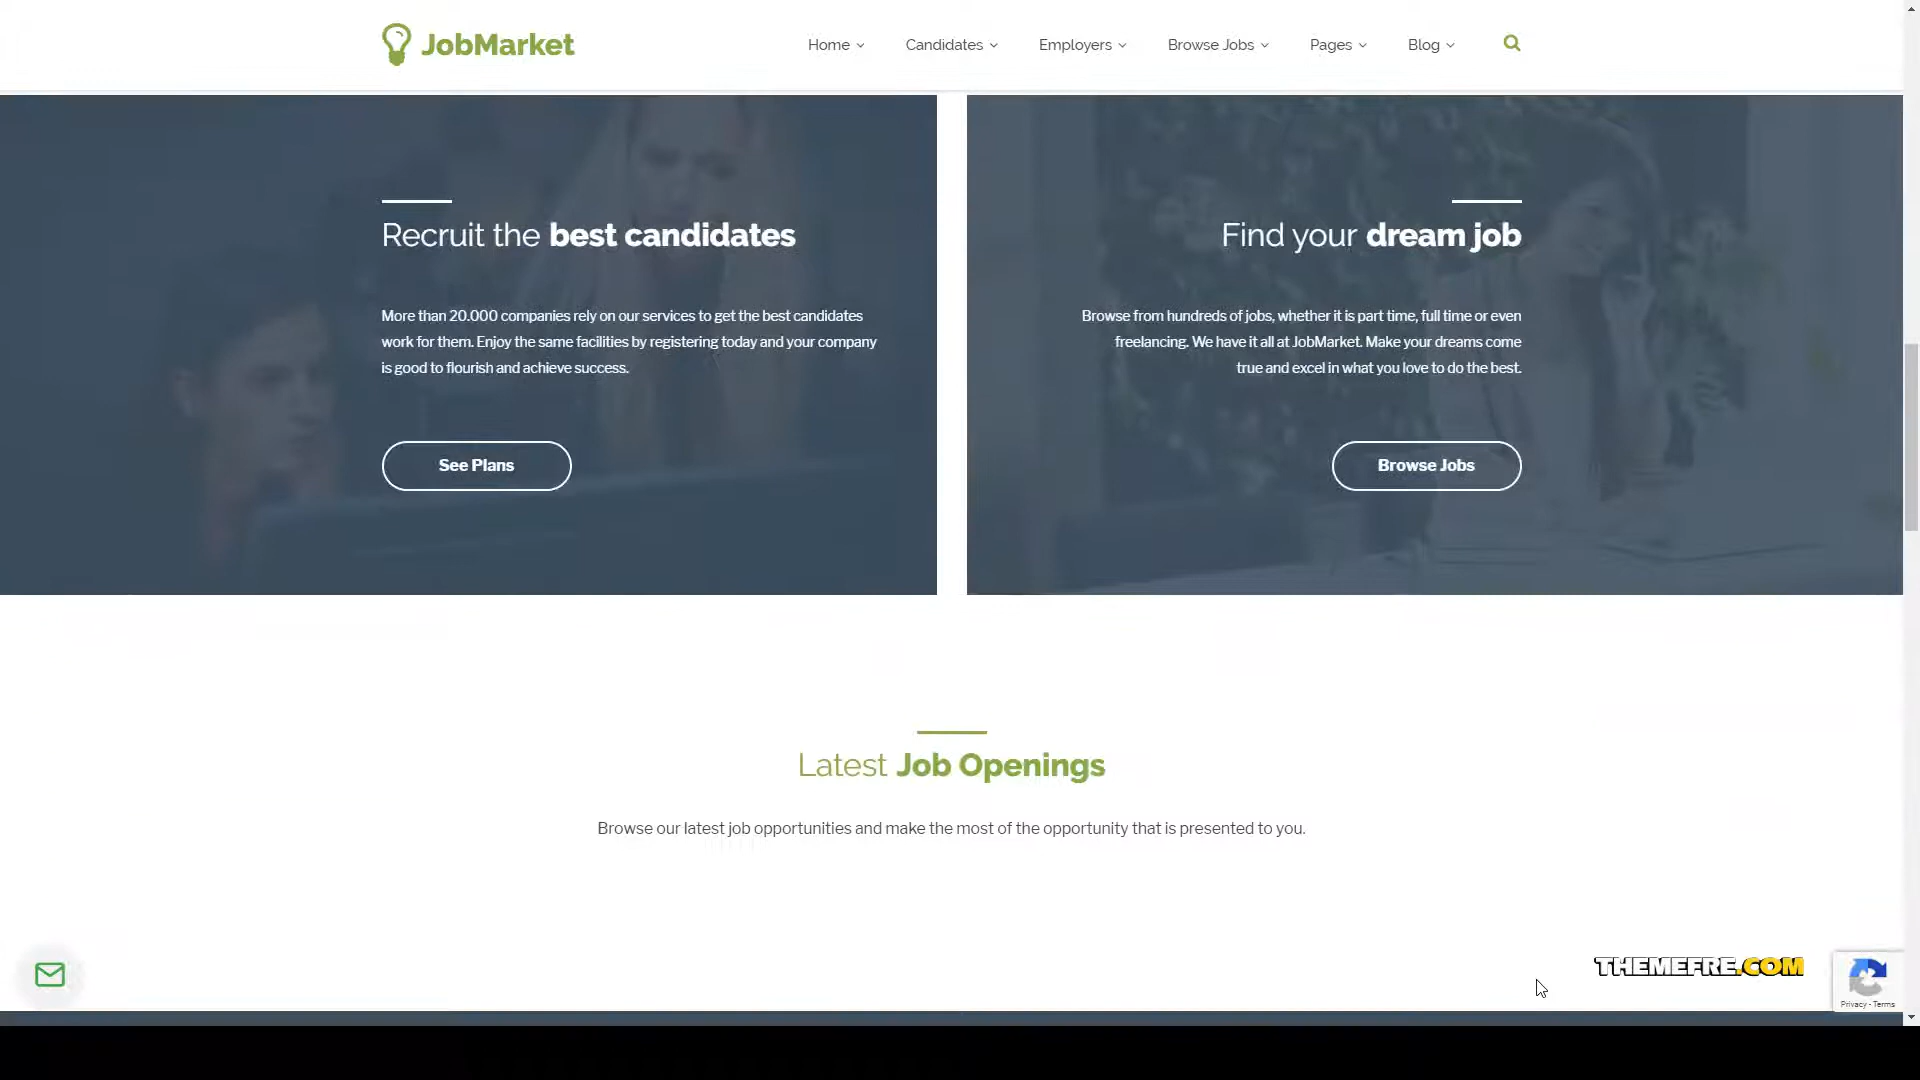 JobMarket
Home
Candidates
Employers
Browse Jobs
Pages
Blog
Recruit the best candidates
More than 20.000 companies rely on our services to get the best candidates
work for them. Enjoy the same facilities by registering today and your company
is good to flourish and achieve success.
See Plans
Find your dream job
Browse from hundreds of jobs, whether it is part time, full time or even
freelancing. We have it all at JobMarket. Make your dreams come
true and excel in what you love to do the best.
Browse Jobs
Latest Job Openings
Browse our latest job opportunities and make the most of the opportunity that is presented to you.
THEMEFRE.COM
Privacy - Terms